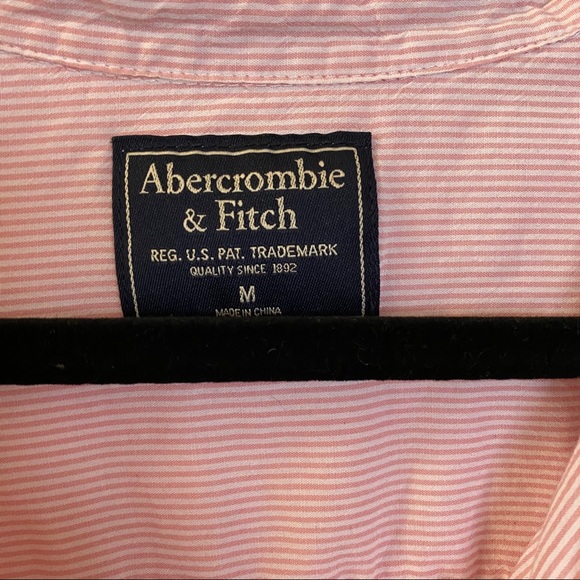 Abercrombie
& Fitch
REG. U.S. PAT. TRADEMARK
QUALITY SINCE 1892
M
MADE IN CHINA